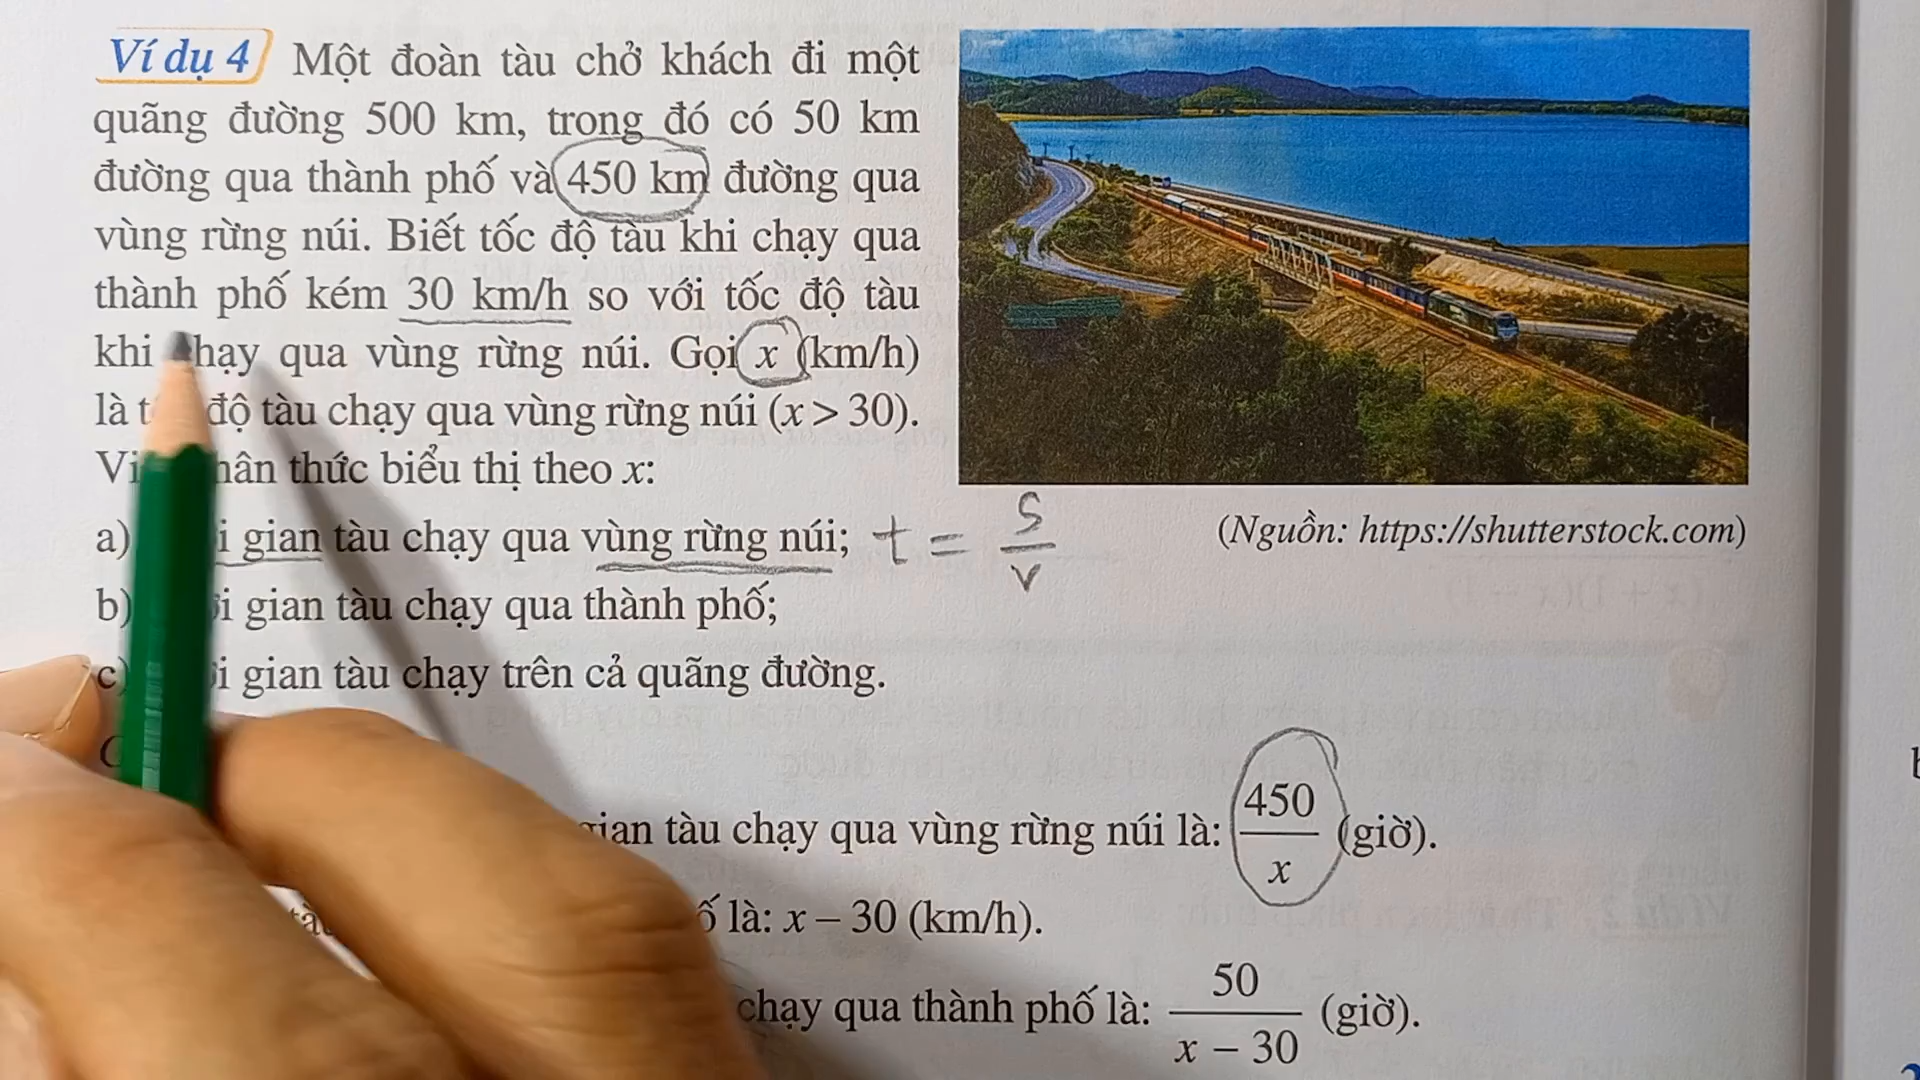 Ví dụ 4 Một đoàn tàu chở khách đi một
quãng đường 500 km, trong đó có 50 km
đường qua thành phố và 450 km đường qua
vùng rừng núi. Biết tốc độ tàu khi chạy qua
thành phố kém 30 km/h so với tốc độ tàu
khi chạy qua vùng rừng núi. Gọi x (km/h)
là độ tàu chạy qua vùng rừng núi (x > 30).
thức biểu thị theo x:
a) gian tàu chạy qua vùng rừng núi; t = s/v
b) gian tàu chạy qua thành phố;
c) gian tàu chạy trên cả quãng đường.
(Nguồn: https://shutterstock.com)
gian tàu chạy qua vùng rừng núi là: 450/x (giờ).
là: x – 30 (km/h).
chạy qua thành phố là: 50/(x – 30) (giờ).